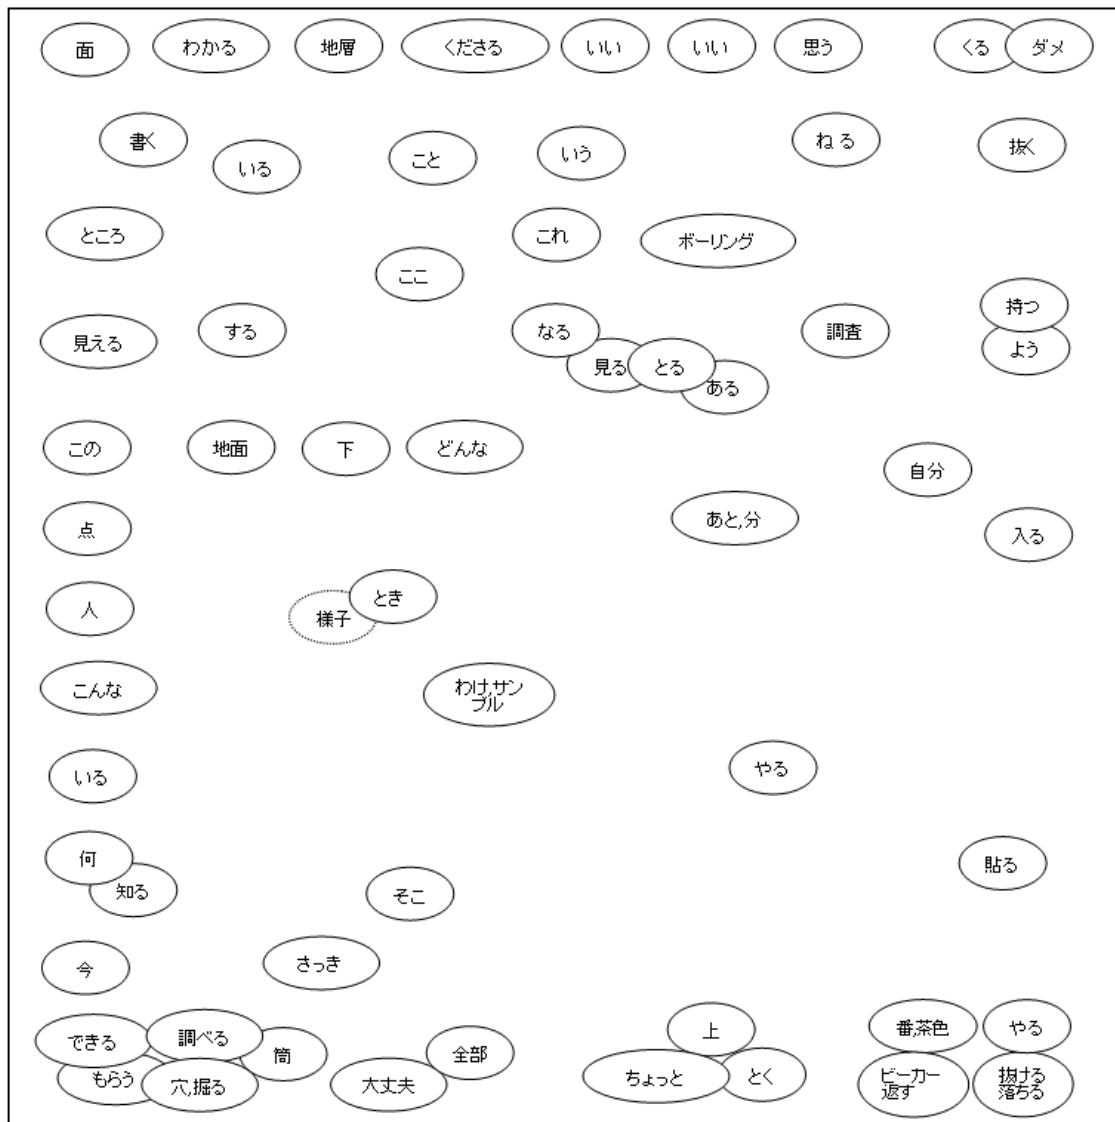 面
わかる
地層
くださる
いい
いい
思う
くる
ダメ
書く
いる
こと
いう
ねる
抜く
ところ
ここ
これ
ボーリング
見える
する
なる
見る
とる
ある
調査
持つ
よう
この
地面
下
どんな
自分
点
あと,分
入る
人
様子
とき
こんな
わけ,サン
プル
いる
やる
何
知る
そこ
貼る
今
さっき
できる
調べる
筒
もらう
穴,掘る
大丈夫
全部
上
ちょっと
とく
番,茶色
やる
ビーカー
返す
抜ける
落ちる